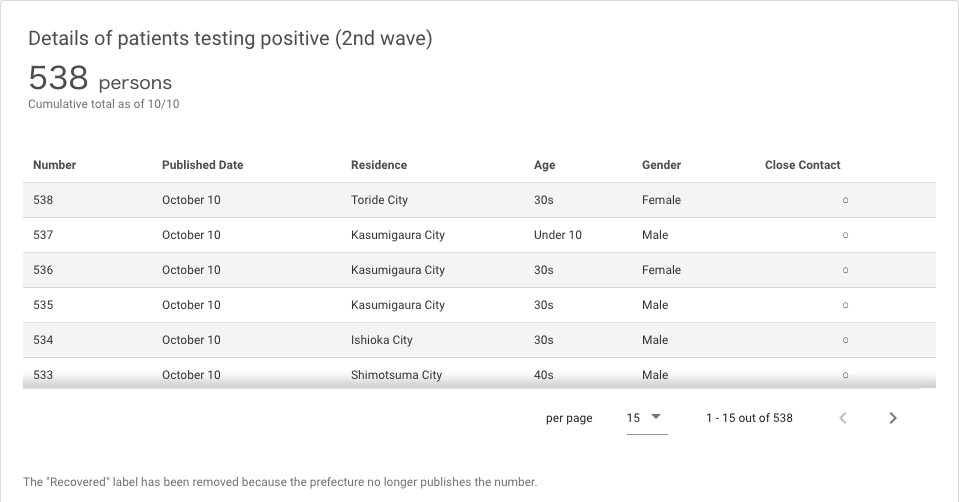 Details of patients testing positive (2nd wave)
538 persons
Cumulative total as of 10/10
Number Published Date Residence Age Gender Close Contact
538 October 10 Toride City 30s Female ○
537 October 10 Kasumigaura City Under 10 Male ○
536 October 10 Kasumigaura City 30s Female ○
535 October 10 Kasumigaura City 30s Male ○
534 October 10 Ishioka City 30s Male ○
533 October 10 Shimotsuma City 40s Male ○
per page 15 1 - 15 out of 538
The "Recovered" label has been removed because the prefecture no longer publishes the number.